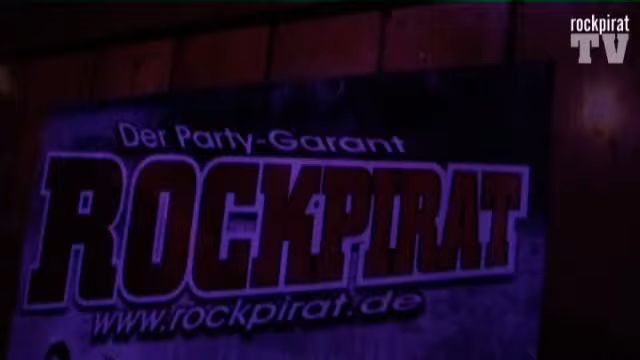 rockpirat
TV
Der Party-Garant
ROCKPIRAT
www.rockpirat.de